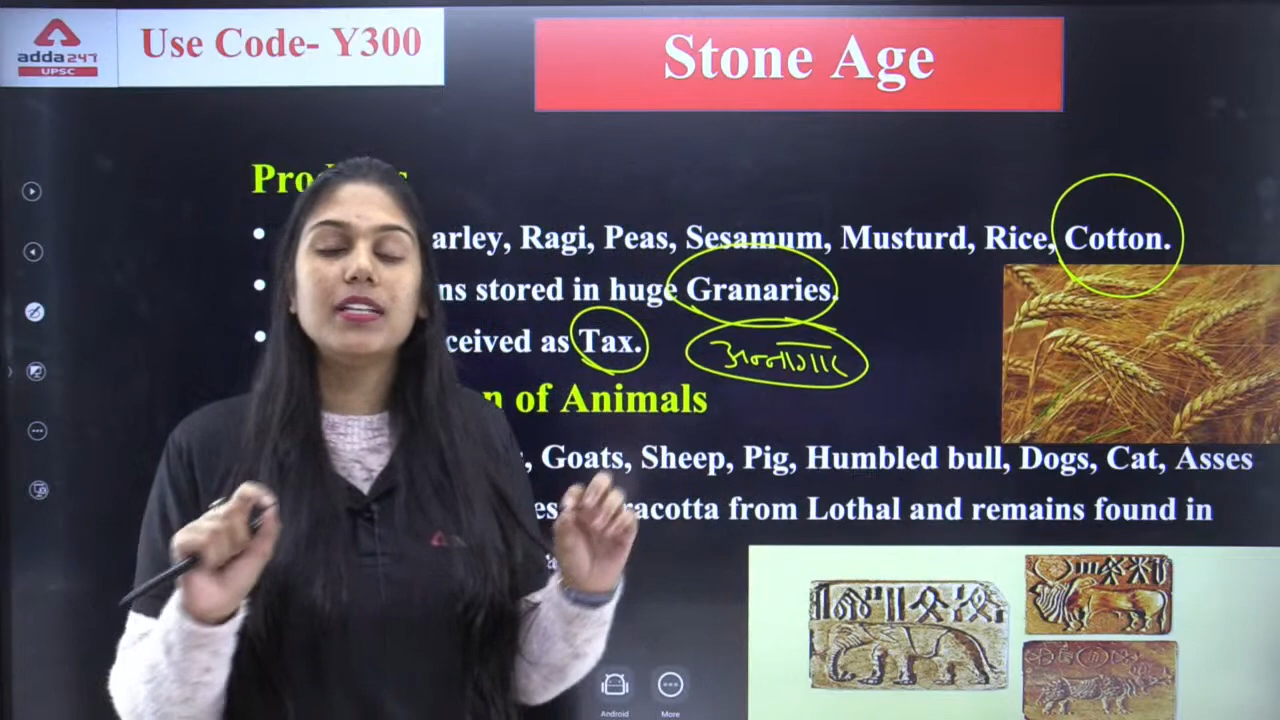 adda247
UPSC
Use Code- Y300
Stone Age
arley, Ragi, Peas, Sesamum, Musturd, Rice, Cotton.
stored in huge Granaries.
ceived as Tax.
अन्नागार
of Animals
Goats, Sheep, Pig, Humbled bull, Dogs, Cat, Asses
racotta from Lothal and remains found in
Android
More